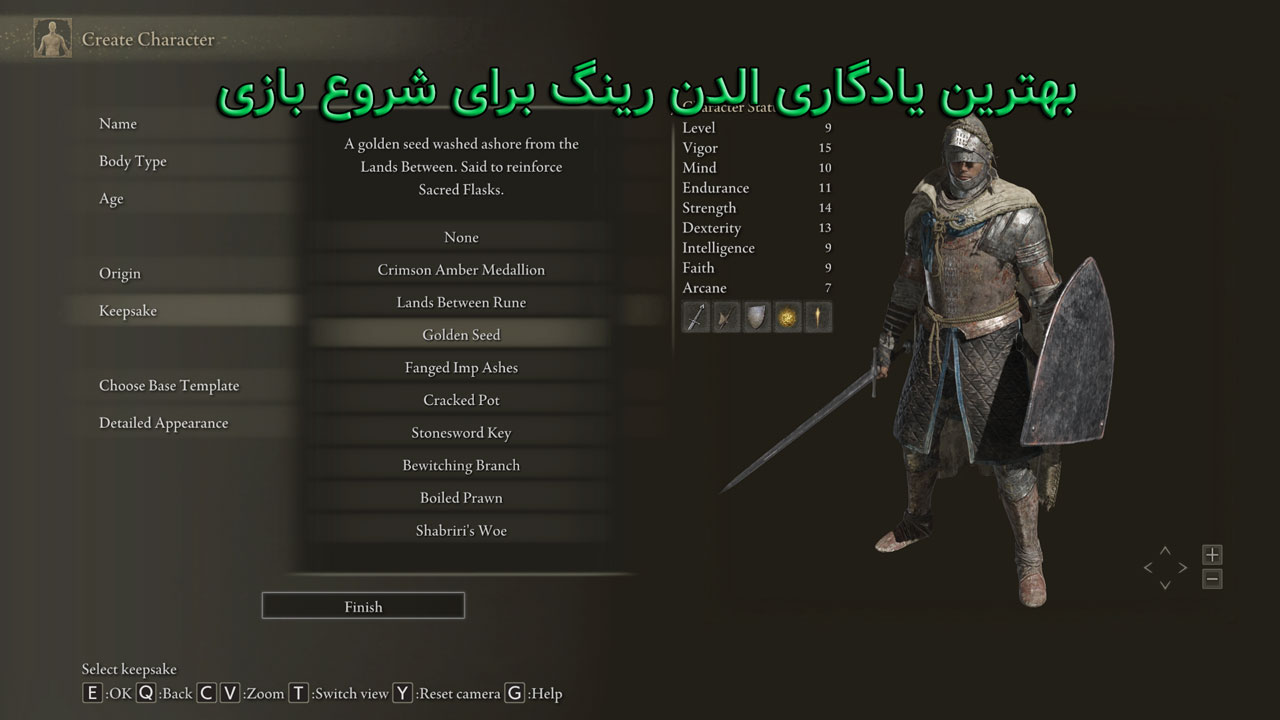 Create Character
بهترین یادگاری الدن رینگ برای شروع بازی
Name
Body Type
Age
Origin
Keepsake
Choose Base Template
Detailed Appearance
A golden seed washed ashore from the
Lands Between. Said to reinforce
Sacred Flasks.
None
Crimson Amber Medallion
Lands Between Rune
Golden Seed
Fanged Imp Ashes
Cracked Pot
Stonesword Key
Bewitching Branch
Boiled Prawn
Shabriri's Woe
Finish
Character
Level 9
Vigor 15
Mind 10
Endurance 11
Strength 14
Dexterity 13
Intelligence 9
Faith 9
Arcane 7
Select keepsake
E :OK Q :Back C V :Zoom T :Switch view Y :Reset camera G :Help